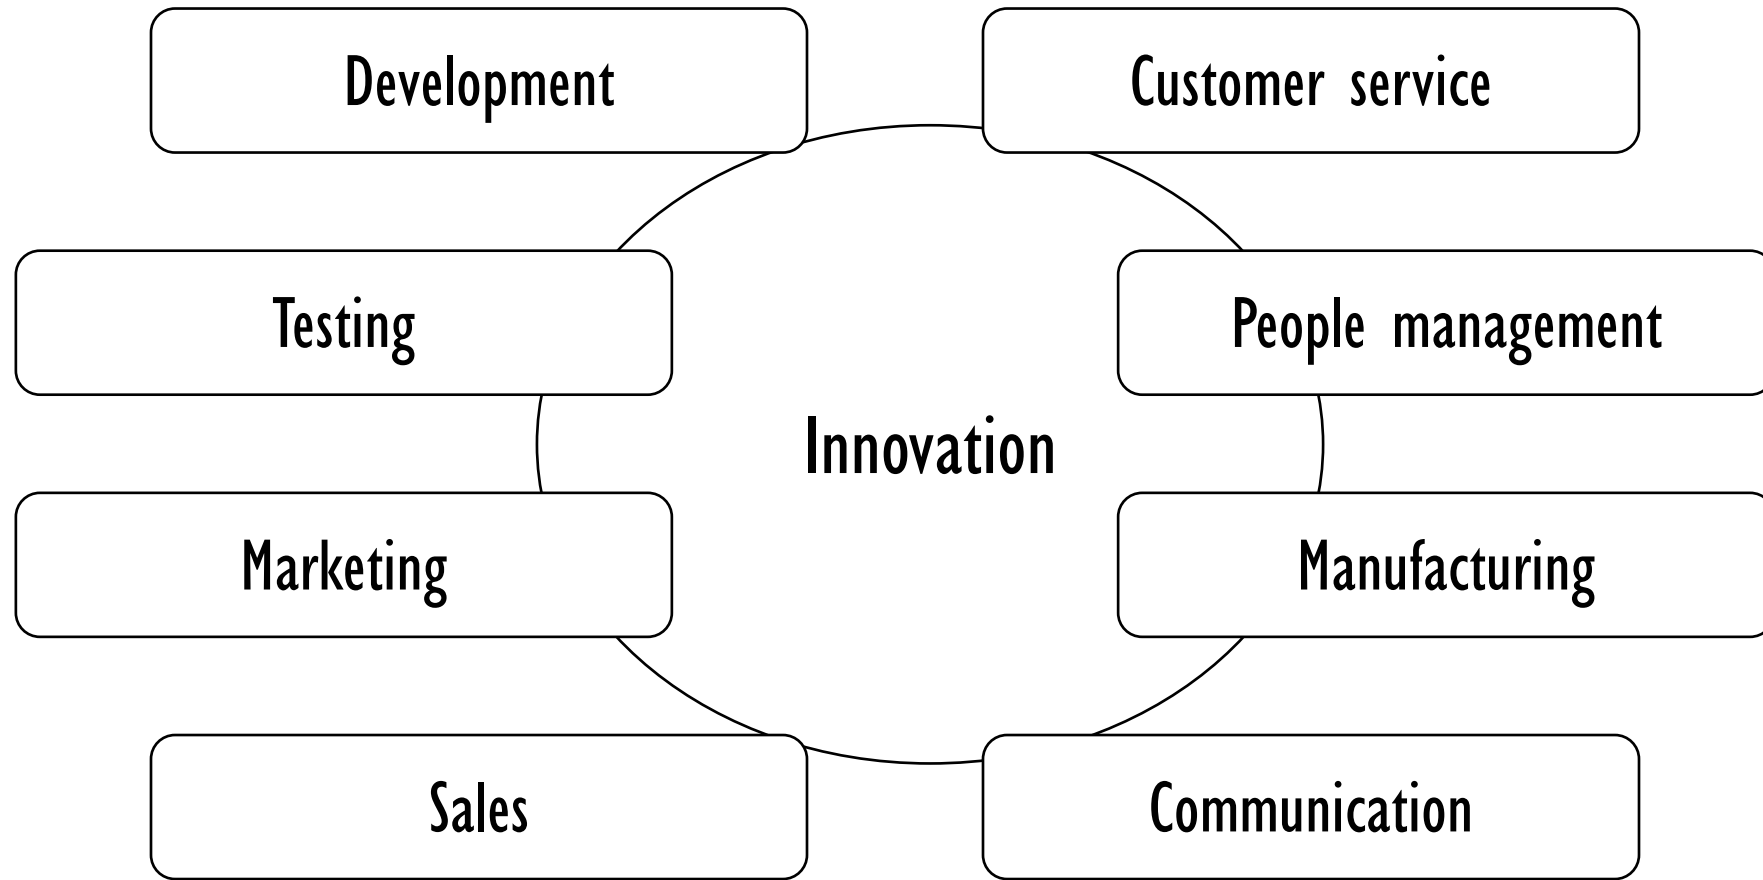 Development
Customer service
Testing
People management
Innovation
Marketing
Manufacturing
Sales
Communication